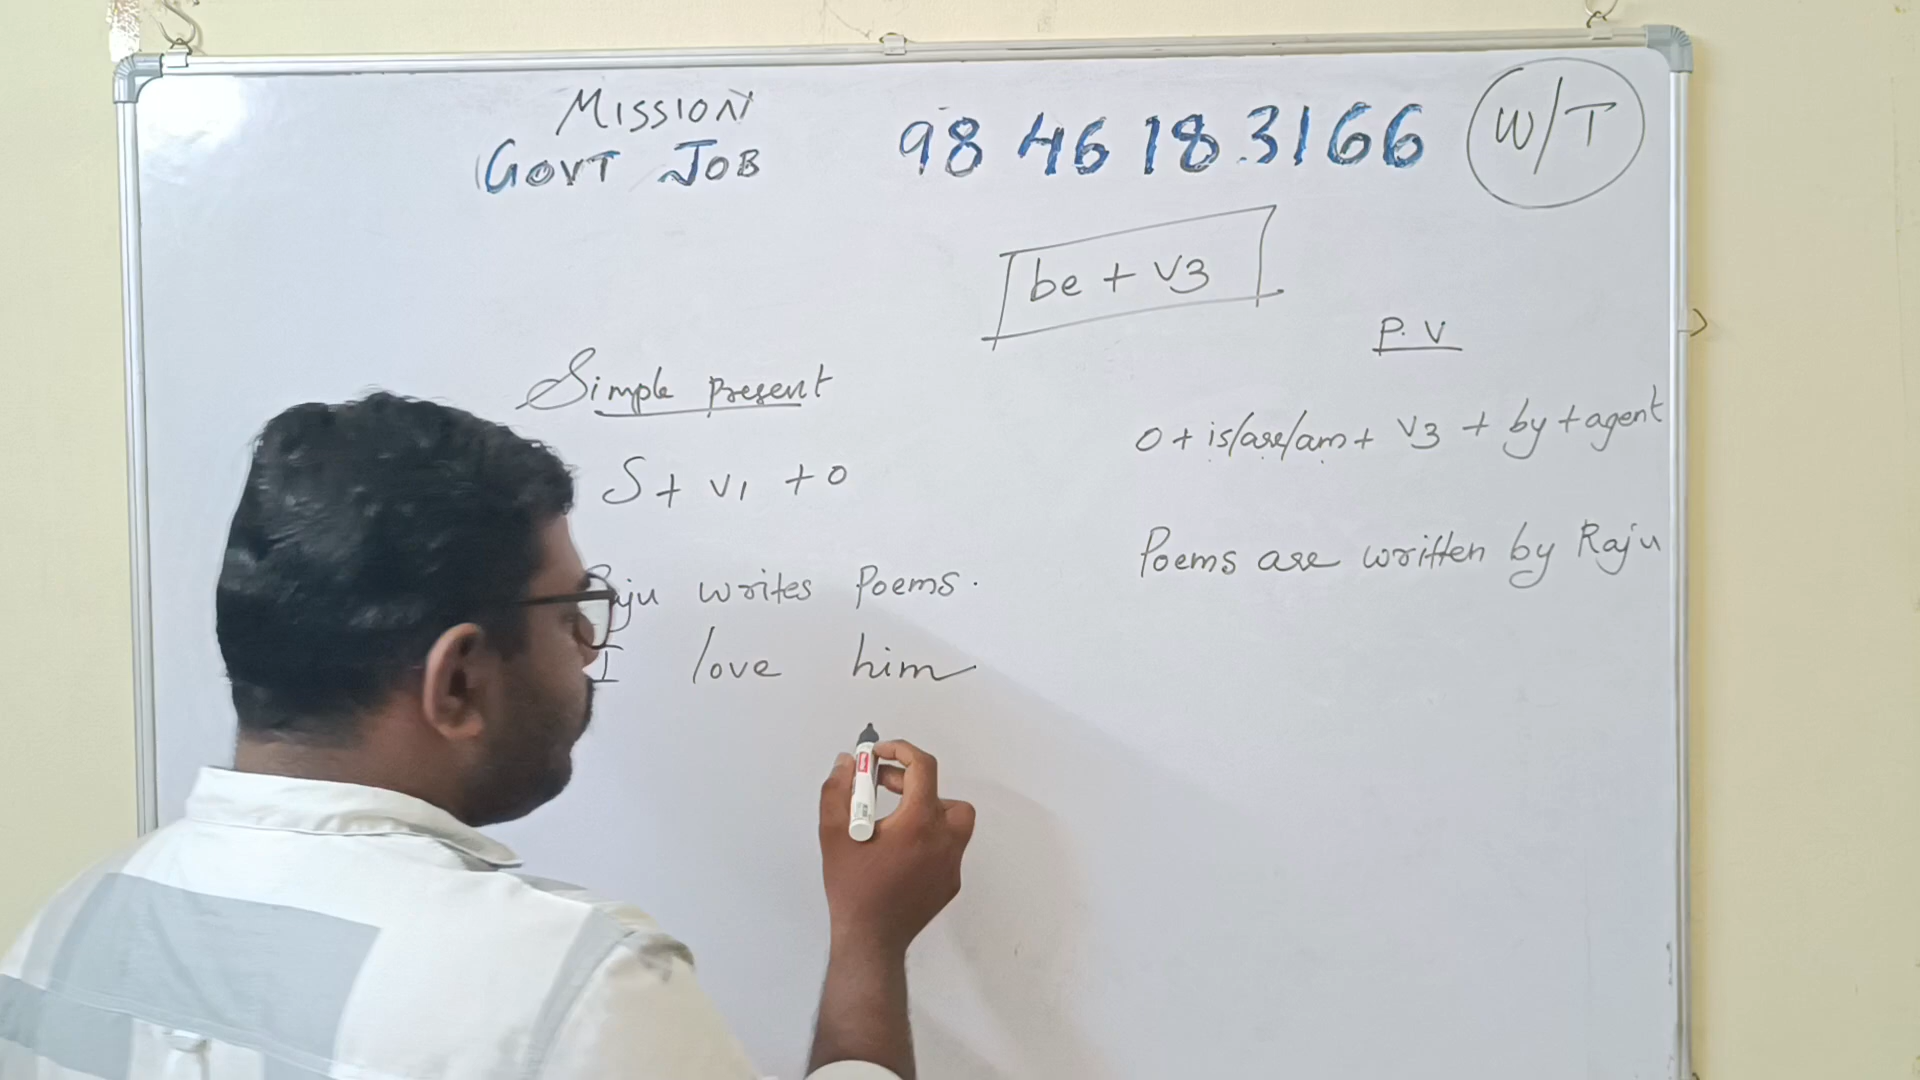 MISSION
GOVT JOB
98 46 18 3166
W/T
be + V3
P. V
Simple present
O + is/are/am + V3 + by + agent
S + V1 + O
Poems are written by Raju
Raju writes Poems.
I love him.